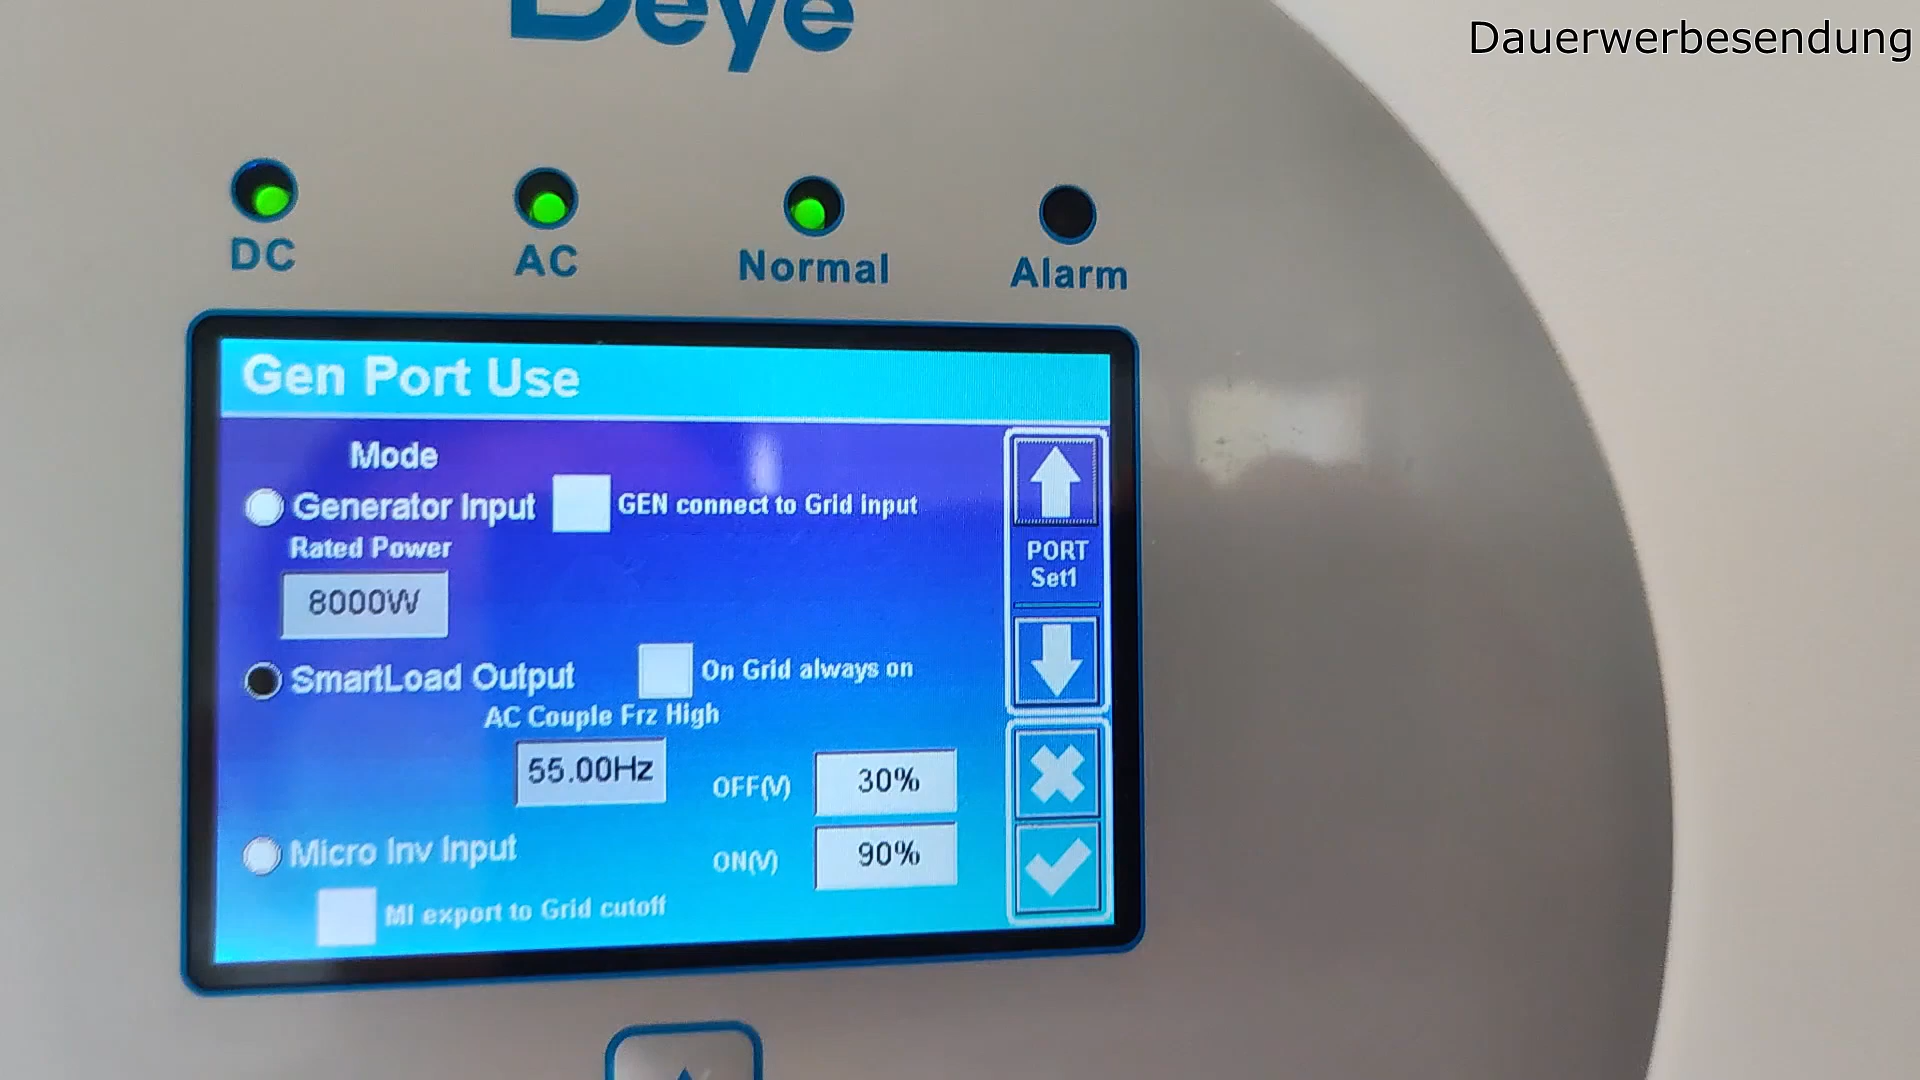 Deye
Dauerwerbesendung
DC
AC
Normal
Alarm
Gen Port Use
Mode
Generator Input
GEN connect to Grid input
Rated Power
8000W
PORT
Set1
SmartLoad Output
On Grid always on
AC Couple Frz High
55.00Hz
OFF(V)
30%
Micro Inv Input
ON(V)
90%
MI export to Grid cutoff